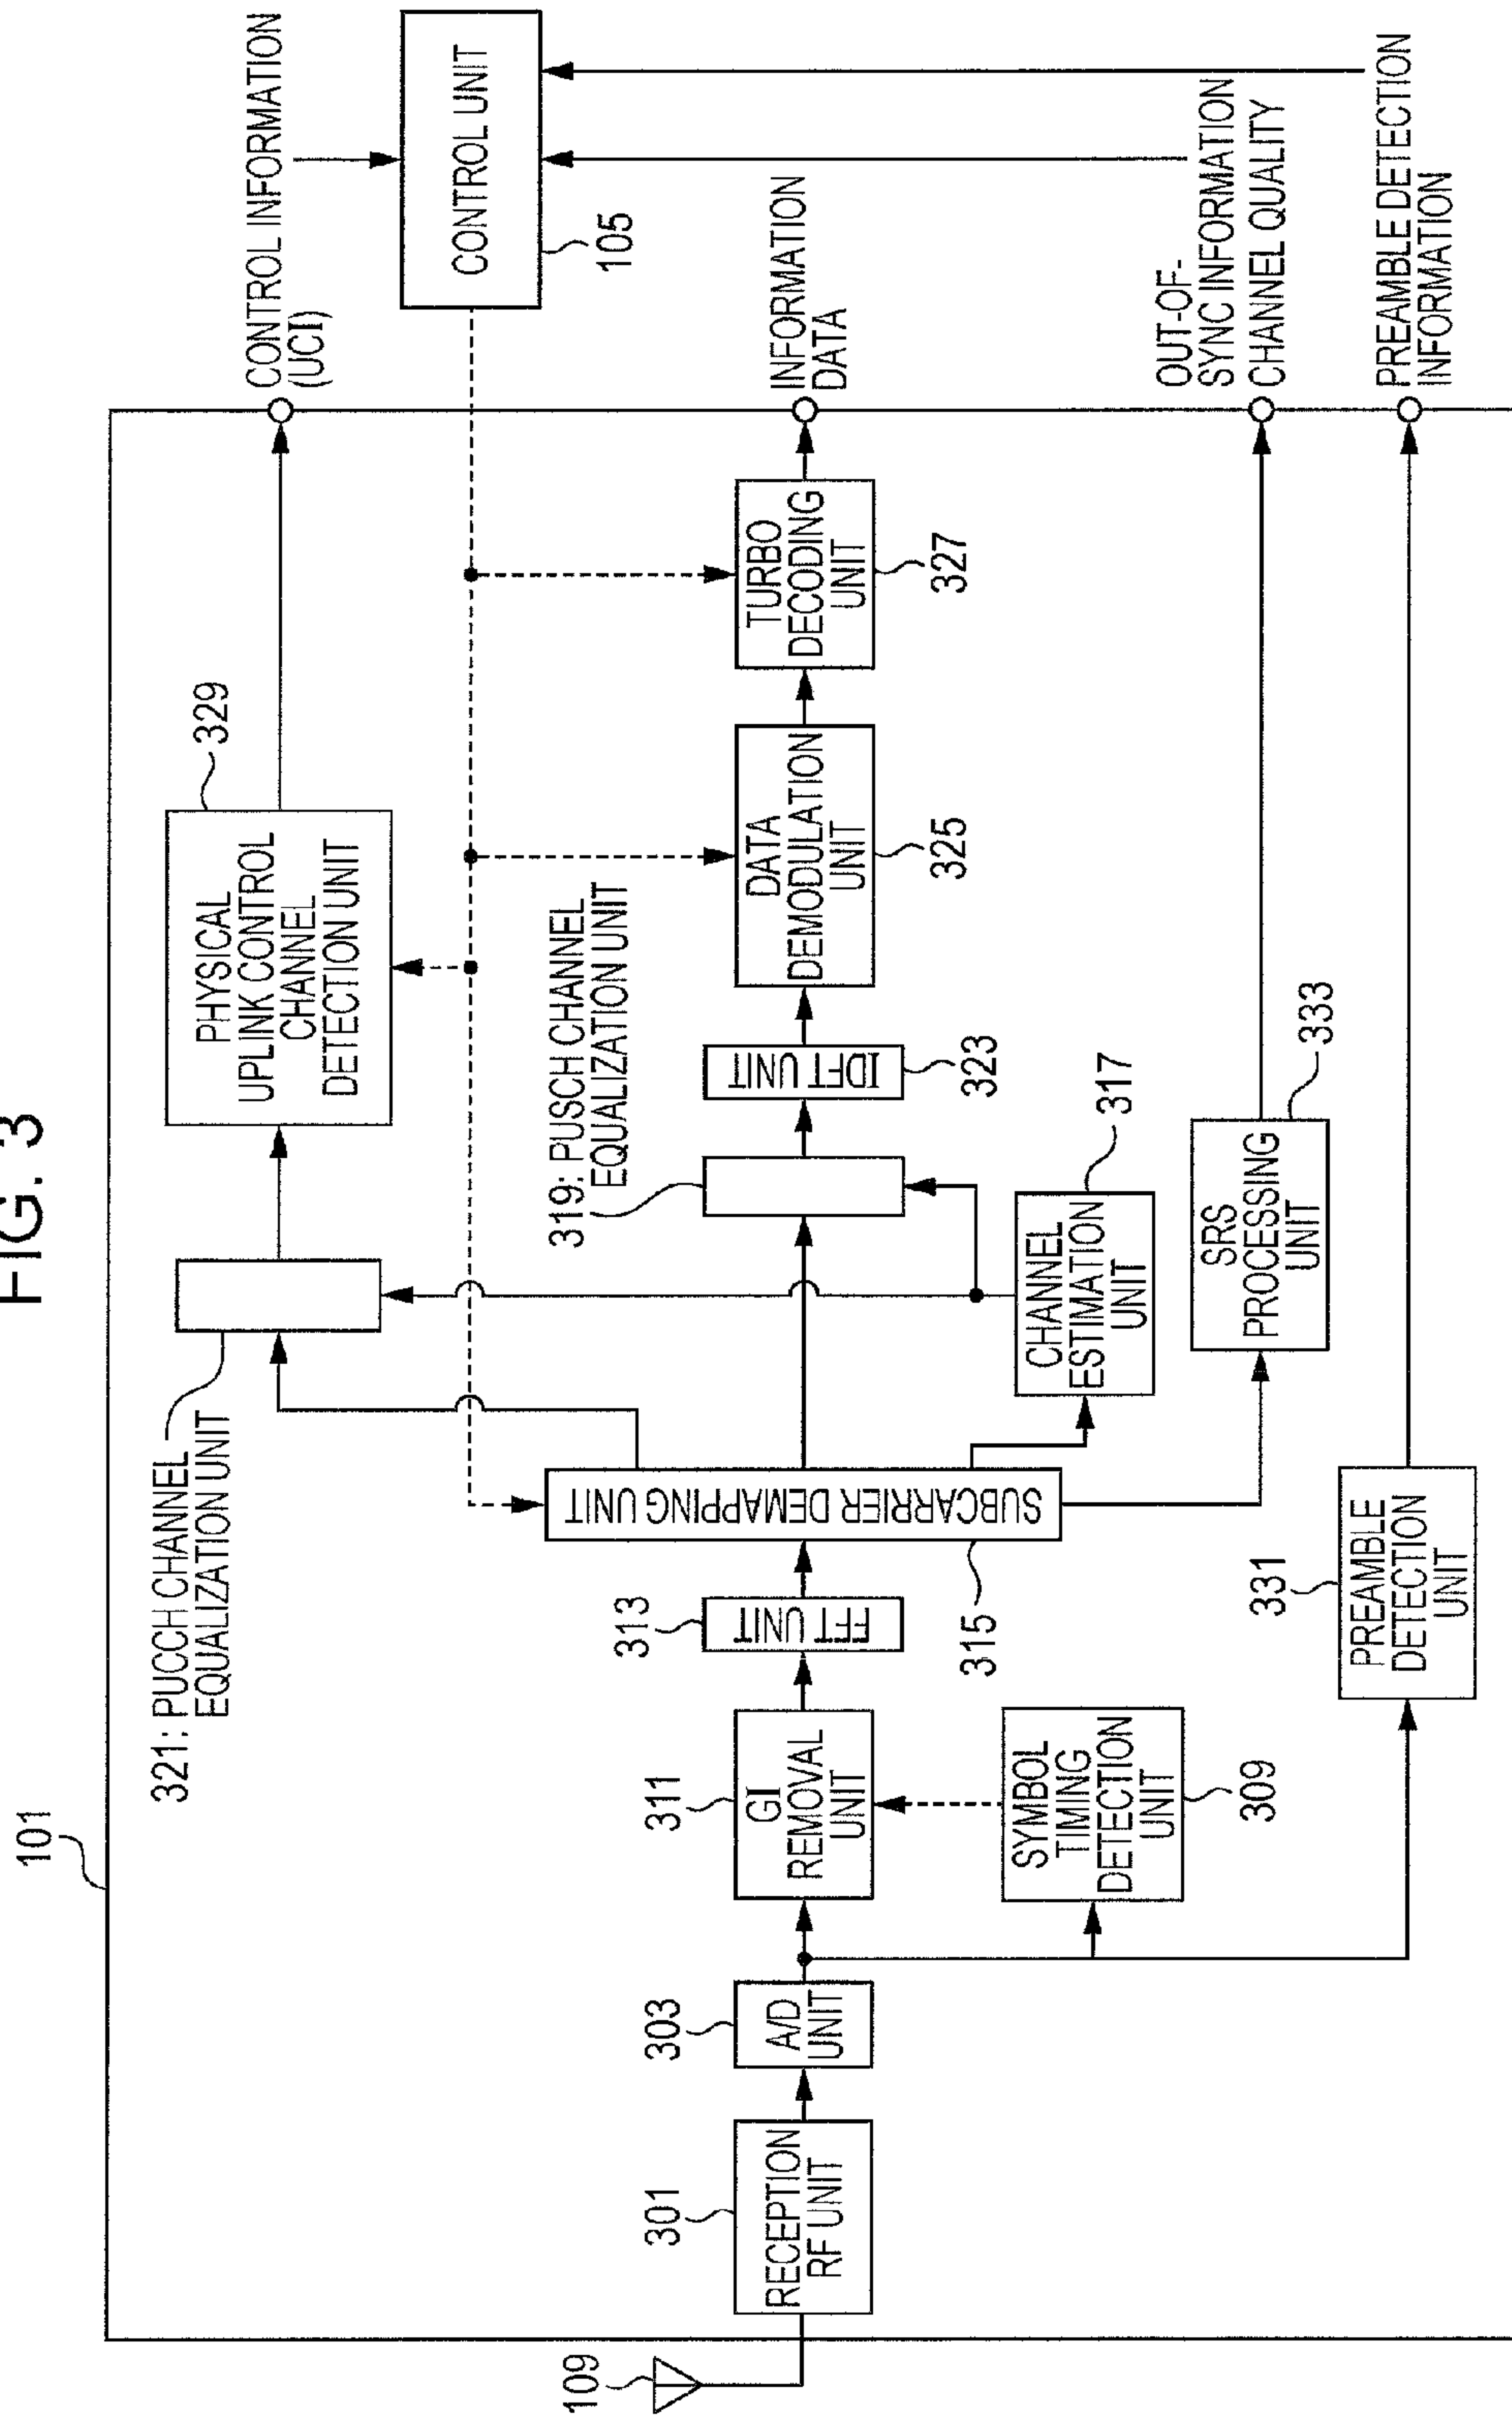 FIG. 3
101
321: PUCCH CHANNEL
EQUALIZATION UNIT
PHYSICAL
UPLINK CONTROL
CHANNEL
DETECTION UNIT
329
CONTROL INFORMATION
(UCI)
CONTROL UNIT
105
109
301
RECEPTION
RF UNIT
303
A/D
UNIT
311
GI
REMOVAL
UNIT
313
FFT UNIT
SUBCARRIER DEMAPPING UNIT
315
319: PUSCH CHANNEL
EQUALIZATION UNIT
IDFT UNIT
323
DATA
DEMODULATION
UNIT
325
TURBO
DECODING
UNIT
327
INFORMATION
DATA
SYMBOL
TIMING
DETECTION
UNIT
309
CHANNEL
ESTIMATION
UNIT
317
SRS
PROCESSING
UNIT
333
OUT-OF-
SYNC INFORMATION
CHANNEL QUALITY
331
PREAMBLE
DETECTION
UNIT
PREAMBLE DETECTION
INFORMATION